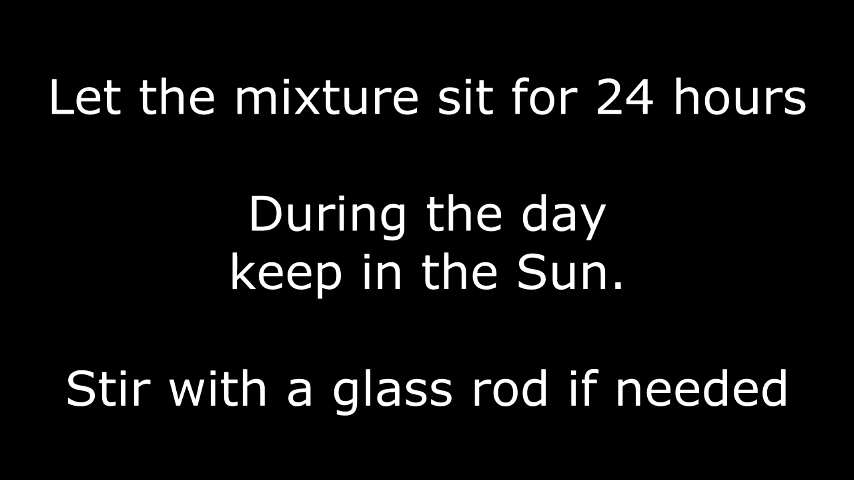 Let the mixture sit for 24 hours
During the day
keep in the Sun.
Stir with a glass rod if needed